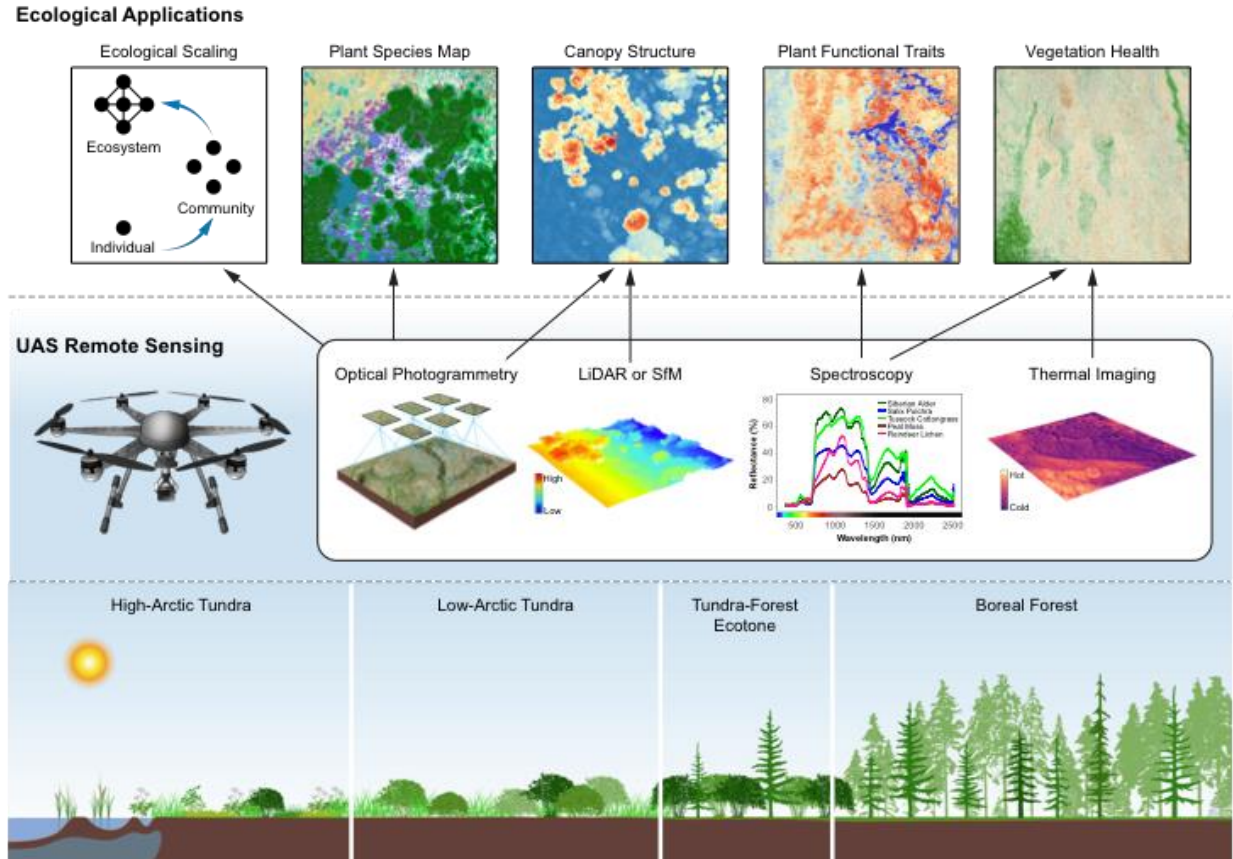 Ecological Applications
Ecological Scaling
Plant Species Map
Canopy Structure
Plant Functional Traits
Vegetation Health
Ecosystem
Community
Individual
UAS Remote Sensing
Optical Photogrammetry
LiDAR or SfM
High
Low
Spectroscopy
Reflectance (%)
80
60
40
20
0
Siberian Alder
Salix Pulchra
Tussock Cottongrass
Peat Moss
Reindeer Lichen
500
1000
1500
2000
2500
Wavelength (nm)
Thermal Imaging
Hot
Cold
High-Arctic Tundra
Low-Arctic Tundra
Tundra-Forest
Ecotone
Boreal Forest